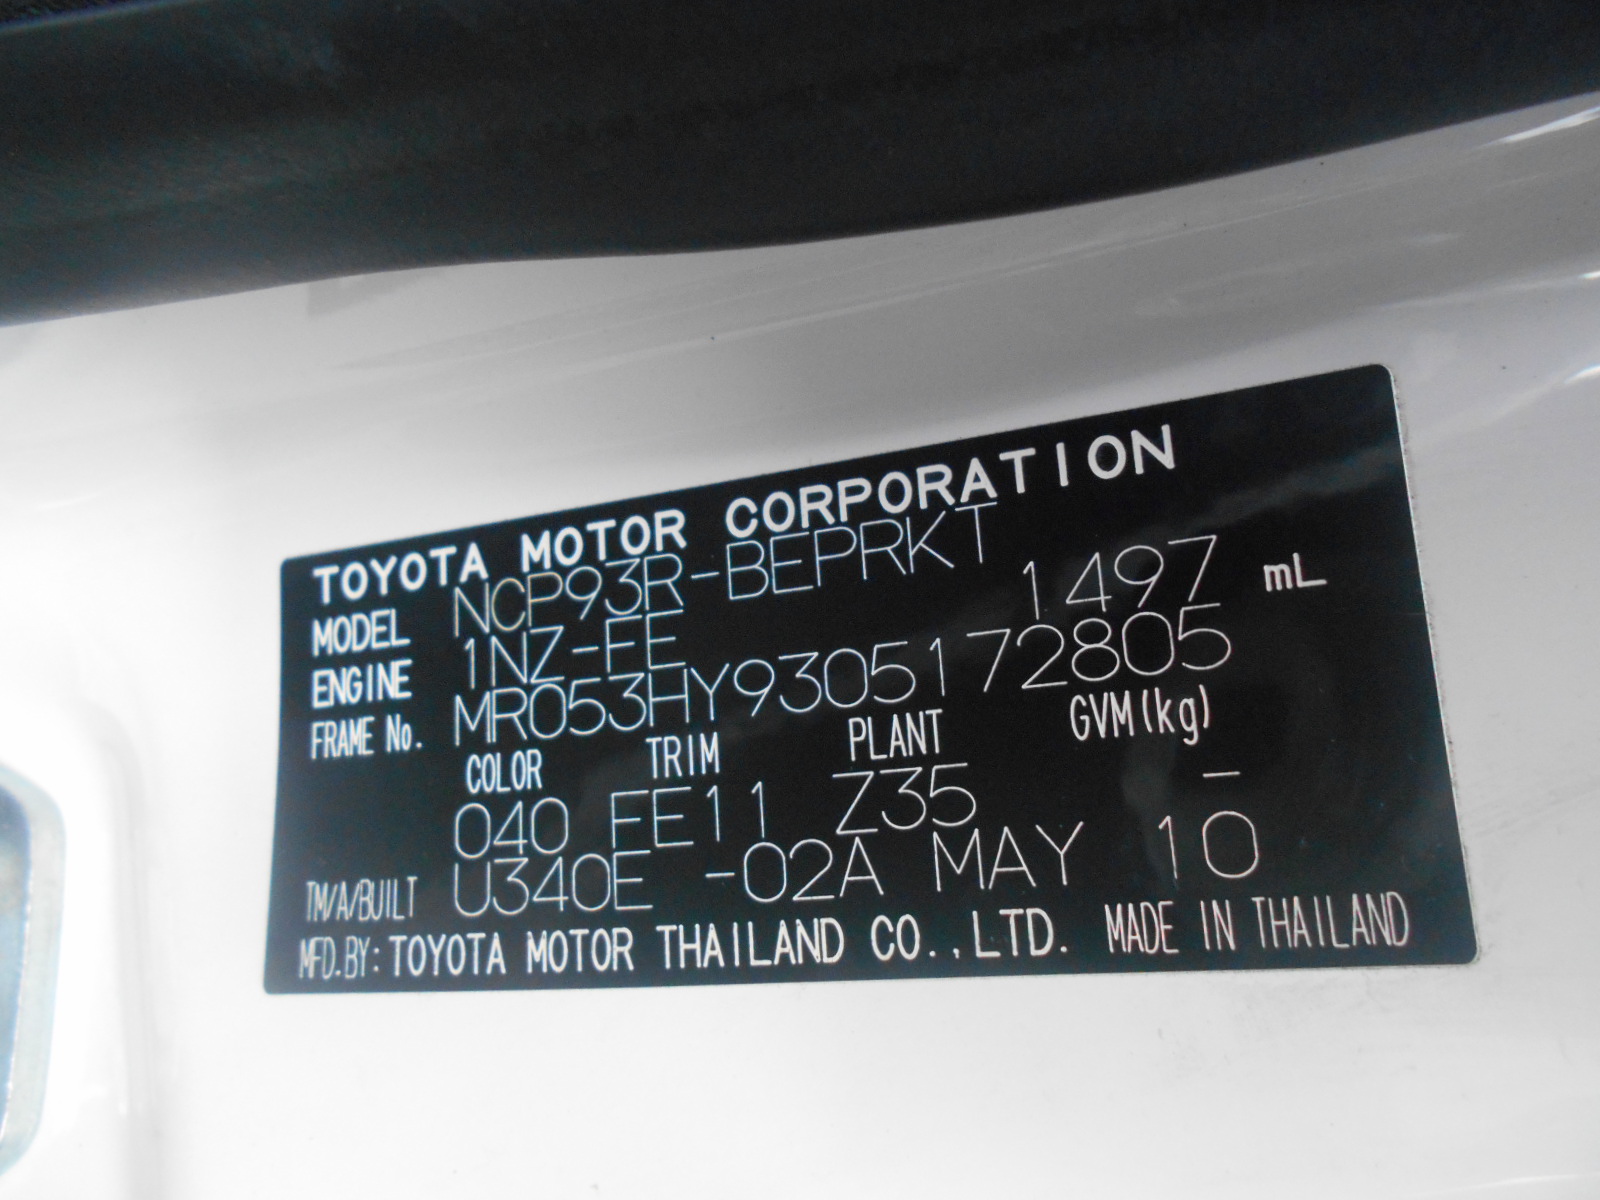 TOYOTA MOTOR CORPORATION
MODEL NCP93R-BEPRKT
ENGINE 1NZ-FE 1497 mL
FRAME No. MR053HY9305172805
COLOR TRIM PLANT GVM(kg)
040 FE11 Z35 –
TM/A/BUILT U340E -02A MAY 10
MFD.BY: TOYOTA MOTOR THAILAND CO.,LTD. MADE IN THAILAND